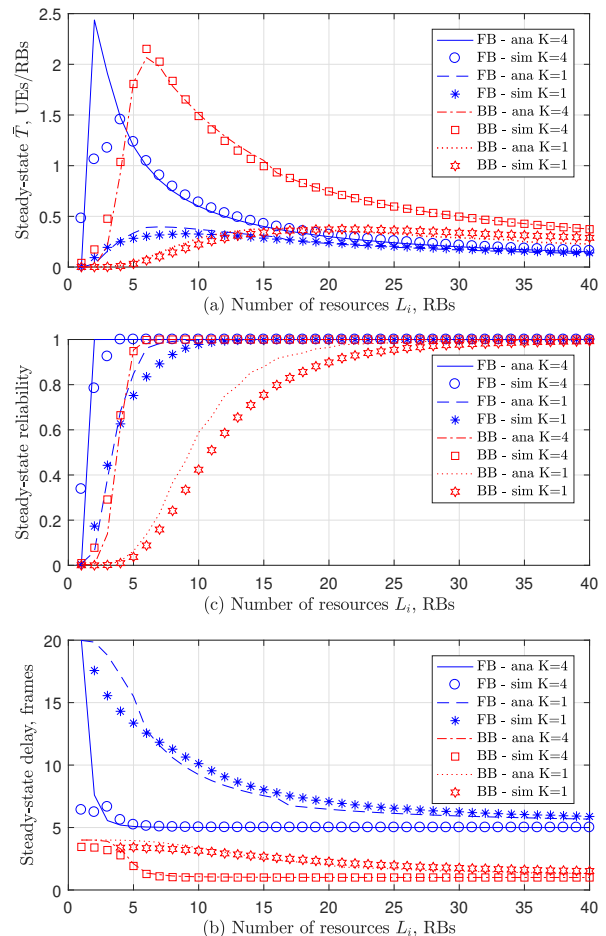 Steady-state T̄, UEs/RBs
2.5
2
1.5
1
0.5
0
FB - ana K=4
FB - sim K=4
FB - ana K=1
FB - sim K=1
BB - ana K=4
BB - sim K=4
BB - ana K=1
BB - sim K=1
0 5 10 15 20 25 30 35 40
(a) Number of resources L_i, RBs
Steady-state reliability
1
0.8
0.6
0.4
0.2
0
FB - ana K=4
FB - sim K=4
FB - ana K=1
FB - sim K=1
BB - ana K=4
BB - sim K=4
BB - ana K=1
BB - sim K=1
0 5 10 15 20 25 30 35 40
(c) Number of resources L_i, RBs
Steady-state delay, frames
20
15
10
5
0
FB - ana K=4
FB - sim K=4
FB - ana K=1
FB - sim K=1
BB - ana K=4
BB - sim K=4
BB - ana K=1
BB - sim K=1
0 5 10 15 20 25 30 35 40
(b) Number of resources L_i, RBs